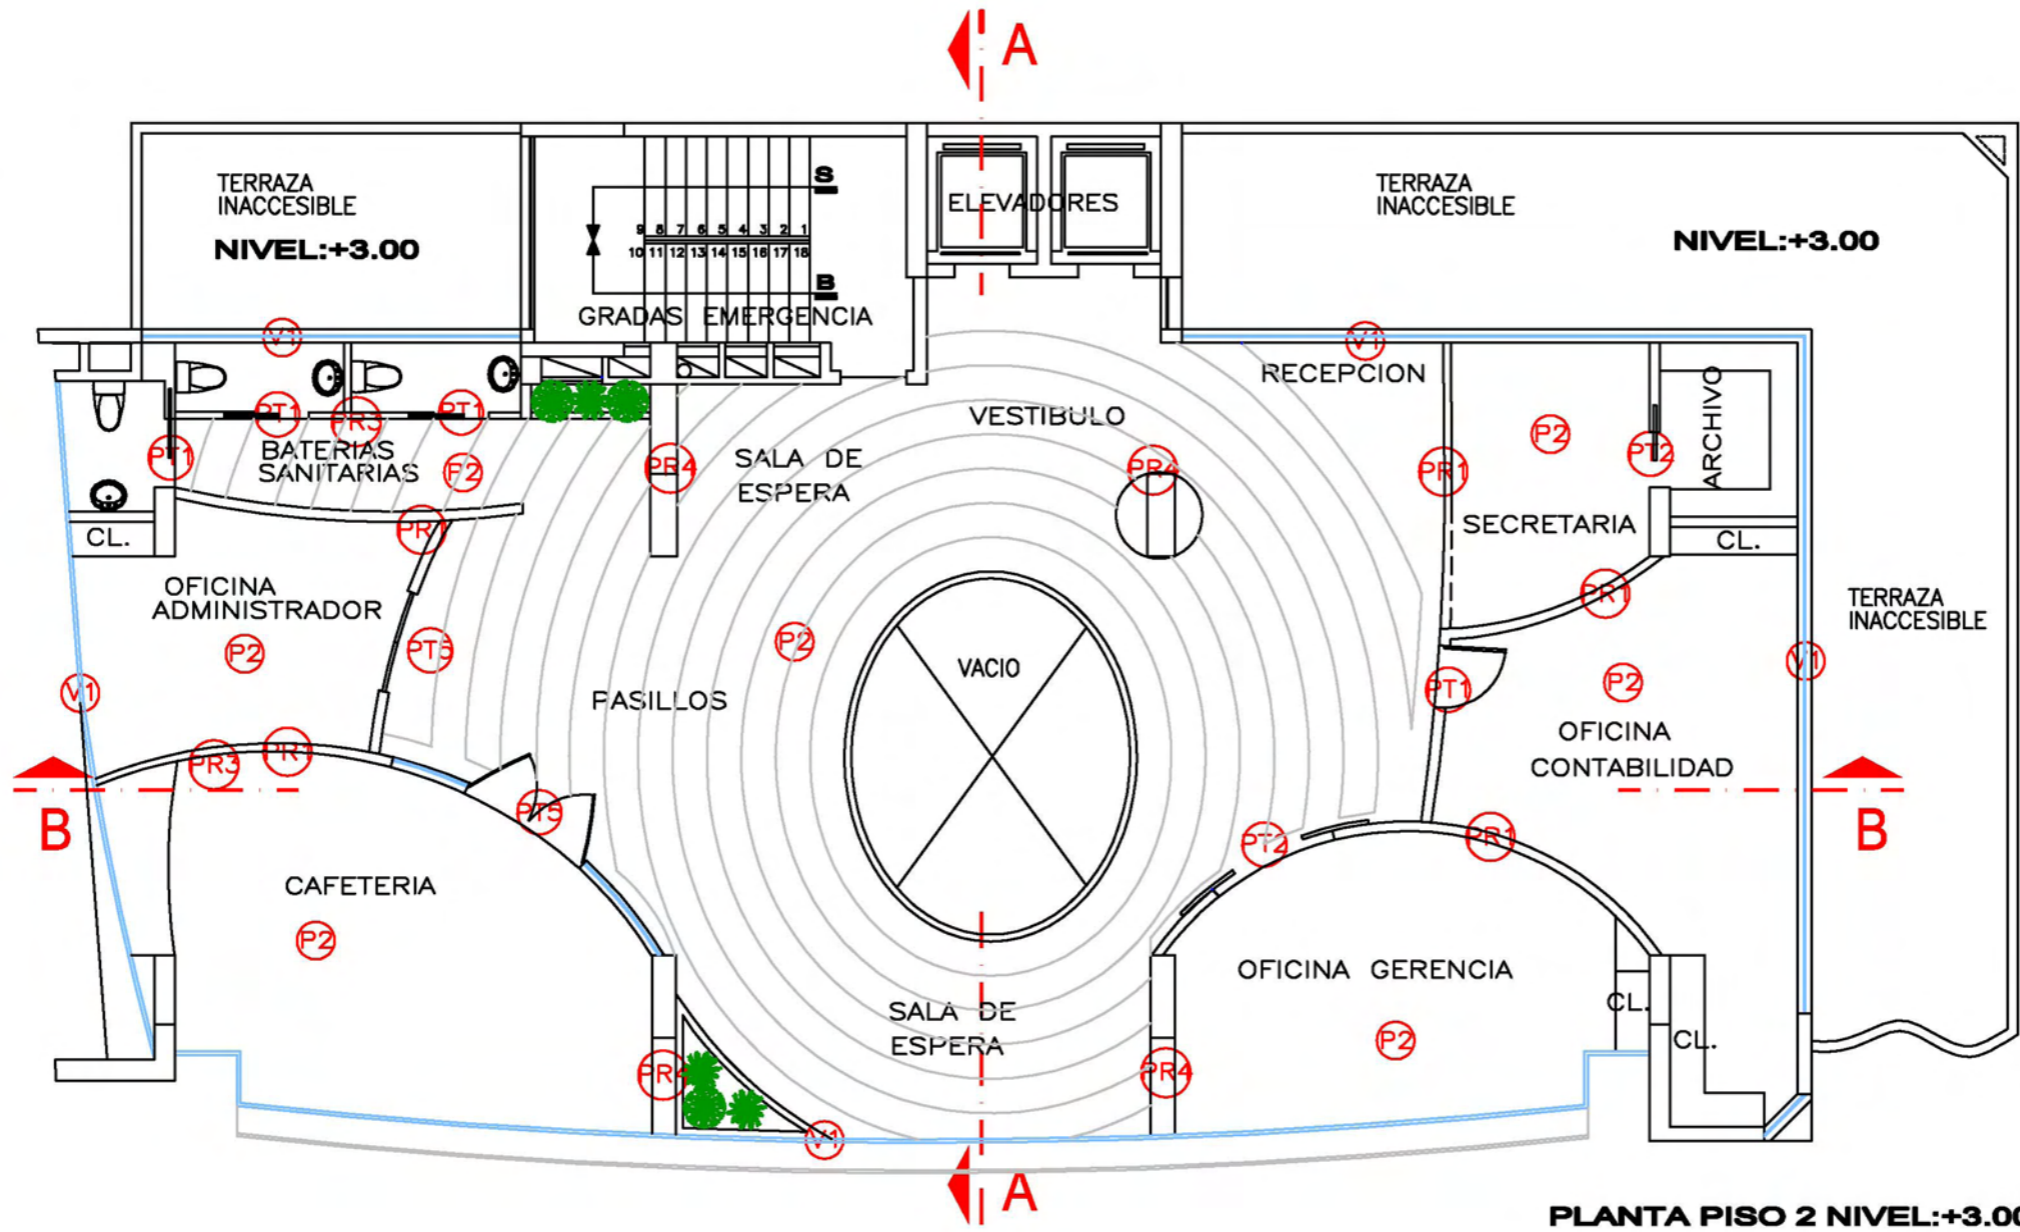 A
TERRAZA
INACCESIBLE
NIVEL:+3.00
S
9 8 7 6 5 4 3 2 1
10 11 12 13 14 15 16 17 18
B
GRADAS EMERGENCIA
ELEVADORES
TERRAZA
INACCESIBLE
NIVEL:+3.00
V1
V1
RECEPCION
PT1
PR3
PT1
PT1
BATERIAS
SANITARIAS
P2
PR4
SALA DE
ESPERA
VESTIBULO
PR4
PR1
P2
PT2
ARCHIVO
SECRETARIA
CL.
CL.
PR1
OFICINA
ADMINISTRADOR
P2
PT5
PR1
TERRAZA
INACCESIBLE
P2
VACIO
V1
PASILLOS
PT1
P2
V1
OFICINA
CONTABILIDAD
PR3
PR1
B
PT5
PT2
PR1
B
CAFETERIA
P2
OFICINA GERENCIA
P2
CL.
CL.
SALA DE
ESPERA
PR4
PR4
V1
A
PLANTA PISO 2 NIVEL:+3.00